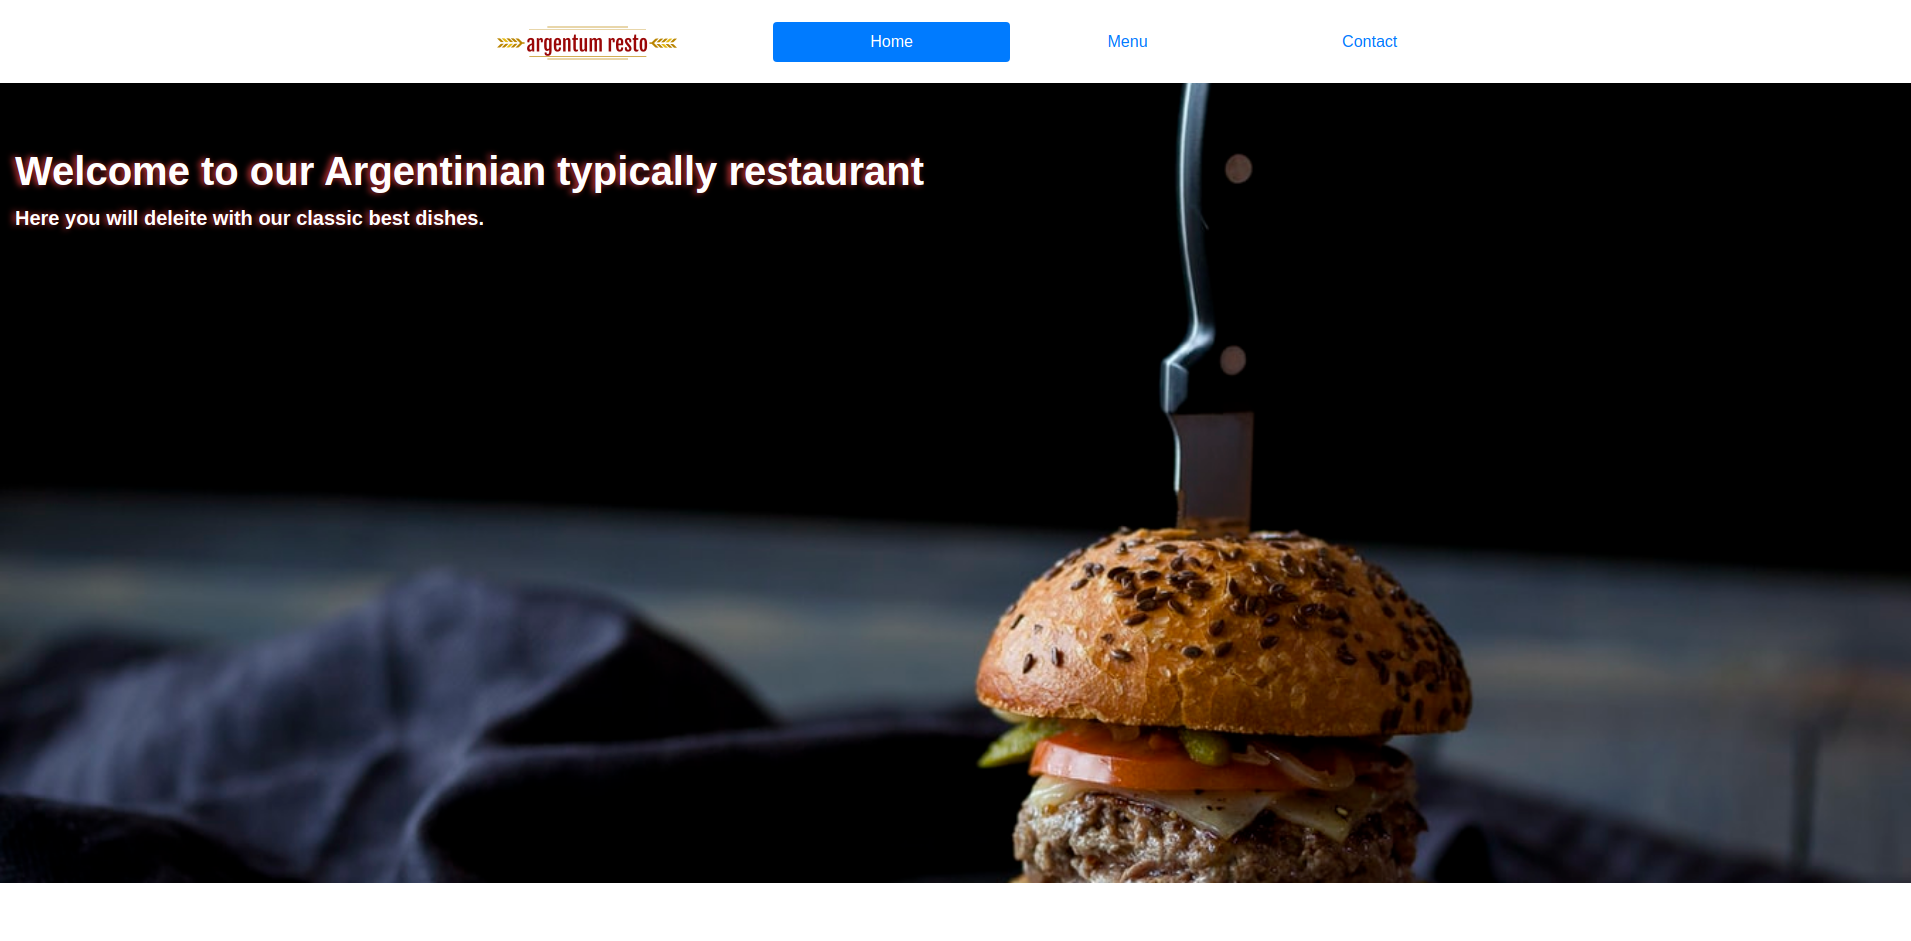 argentum resto
Home
Menu
Contact
Welcome to our Argentinian typically restaurant
Here you will deleite with our classic best dishes.